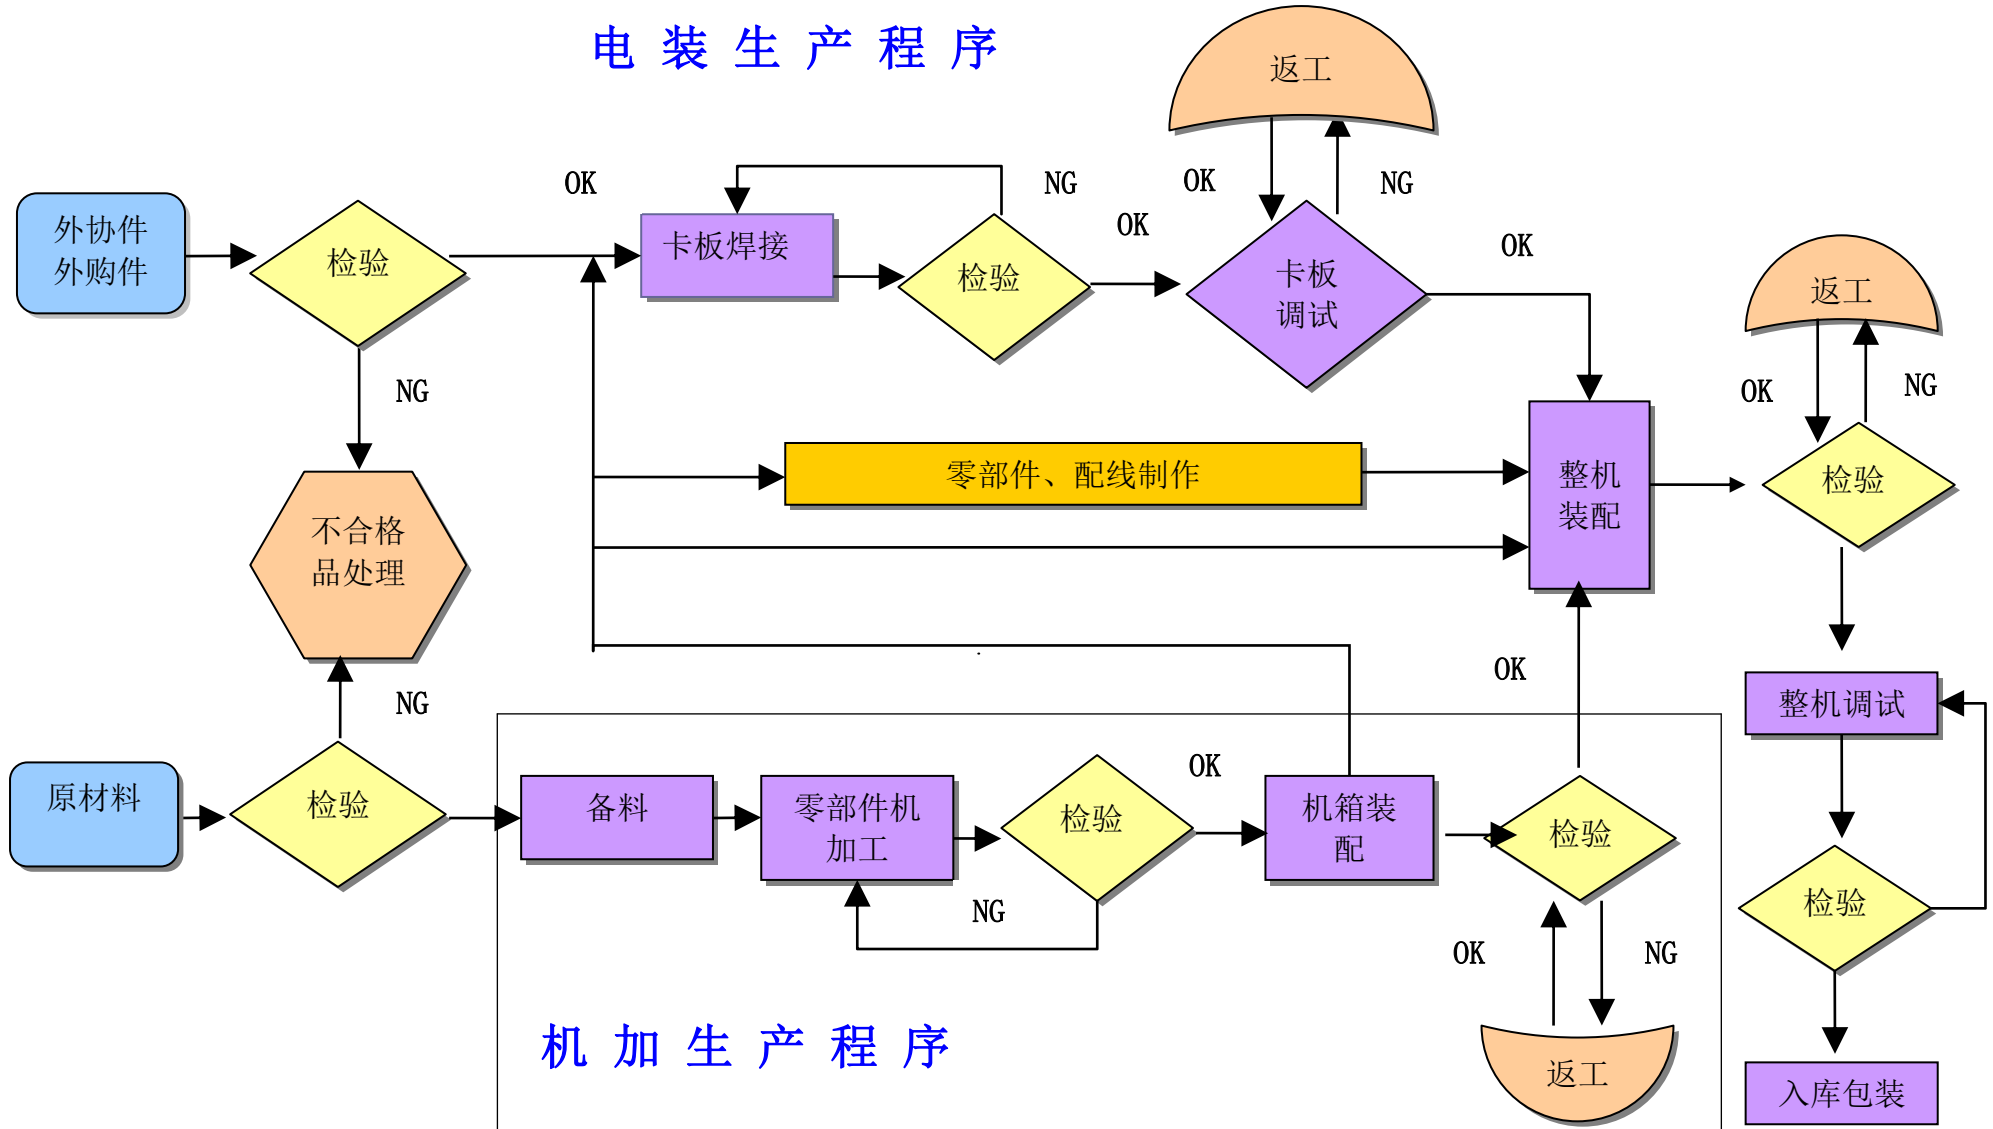 电装生产程序
返工
OK
NG
OK
NG
外协件
外购件
检验
卡板焊接
检验
OK
卡板
调试
OK
返工
NG
OK
NG
零部件、配线制作
整机
装配
检验
不合格
品处理
NG
OK
整机调试
原材料
检验
备料
零部件机
加工
检验
OK
机箱装
配
检验
NG
检验
OK
NG
机加生产程序
返工
入库包装